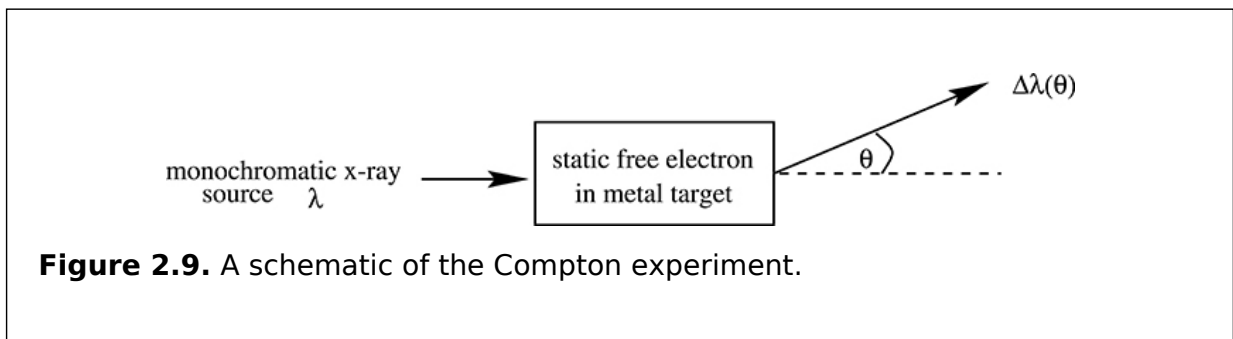 monochromatic x-ray
source λ
static free electron
in metal target
θ
Δλ(θ)
Figure 2.9. A schematic of the Compton experiment.